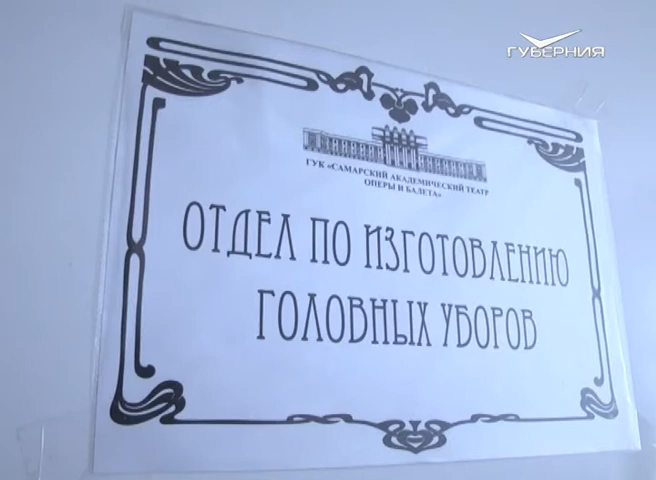 ГУБЕРНИЯ
ГУК «САМАРСКИЙ АКАДЕМИЧЕСКИЙ ТЕАТР
ОПЕРЫ И БАЛЕТА»
ОТДЕЛ ПО ИЗГОТОВЛЕНИЮ
ГОЛОВНЫХ УБОРОВ